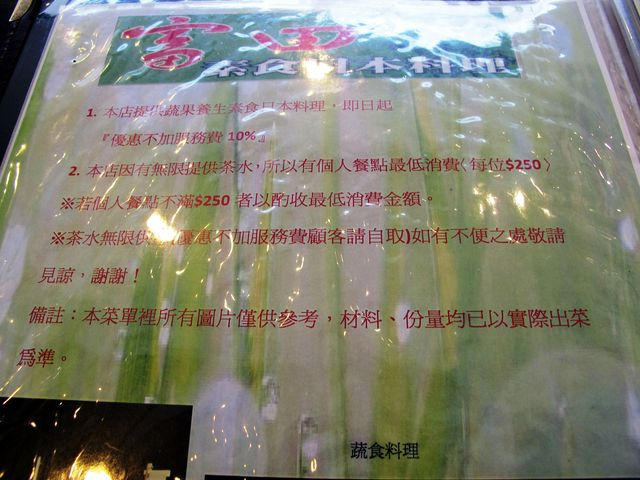 富田
素食日本料理
1. 本店提供蔬果養生素食日本料理，即日起
『優惠不加服務費 10%』
2. 本店因有無限提供茶水，所以有個人餐點最低消費〈每位$250〉
※若個人餐點不滿$250 者以酌收最低消費金額。
※茶水無限供應(優惠不加服務費顧客請自取)如有不便之處敬請
見諒，謝謝！
備註：本菜單裡所有圖片僅供參考，材料、份量均已以實際出菜
為準。
蔬食料理